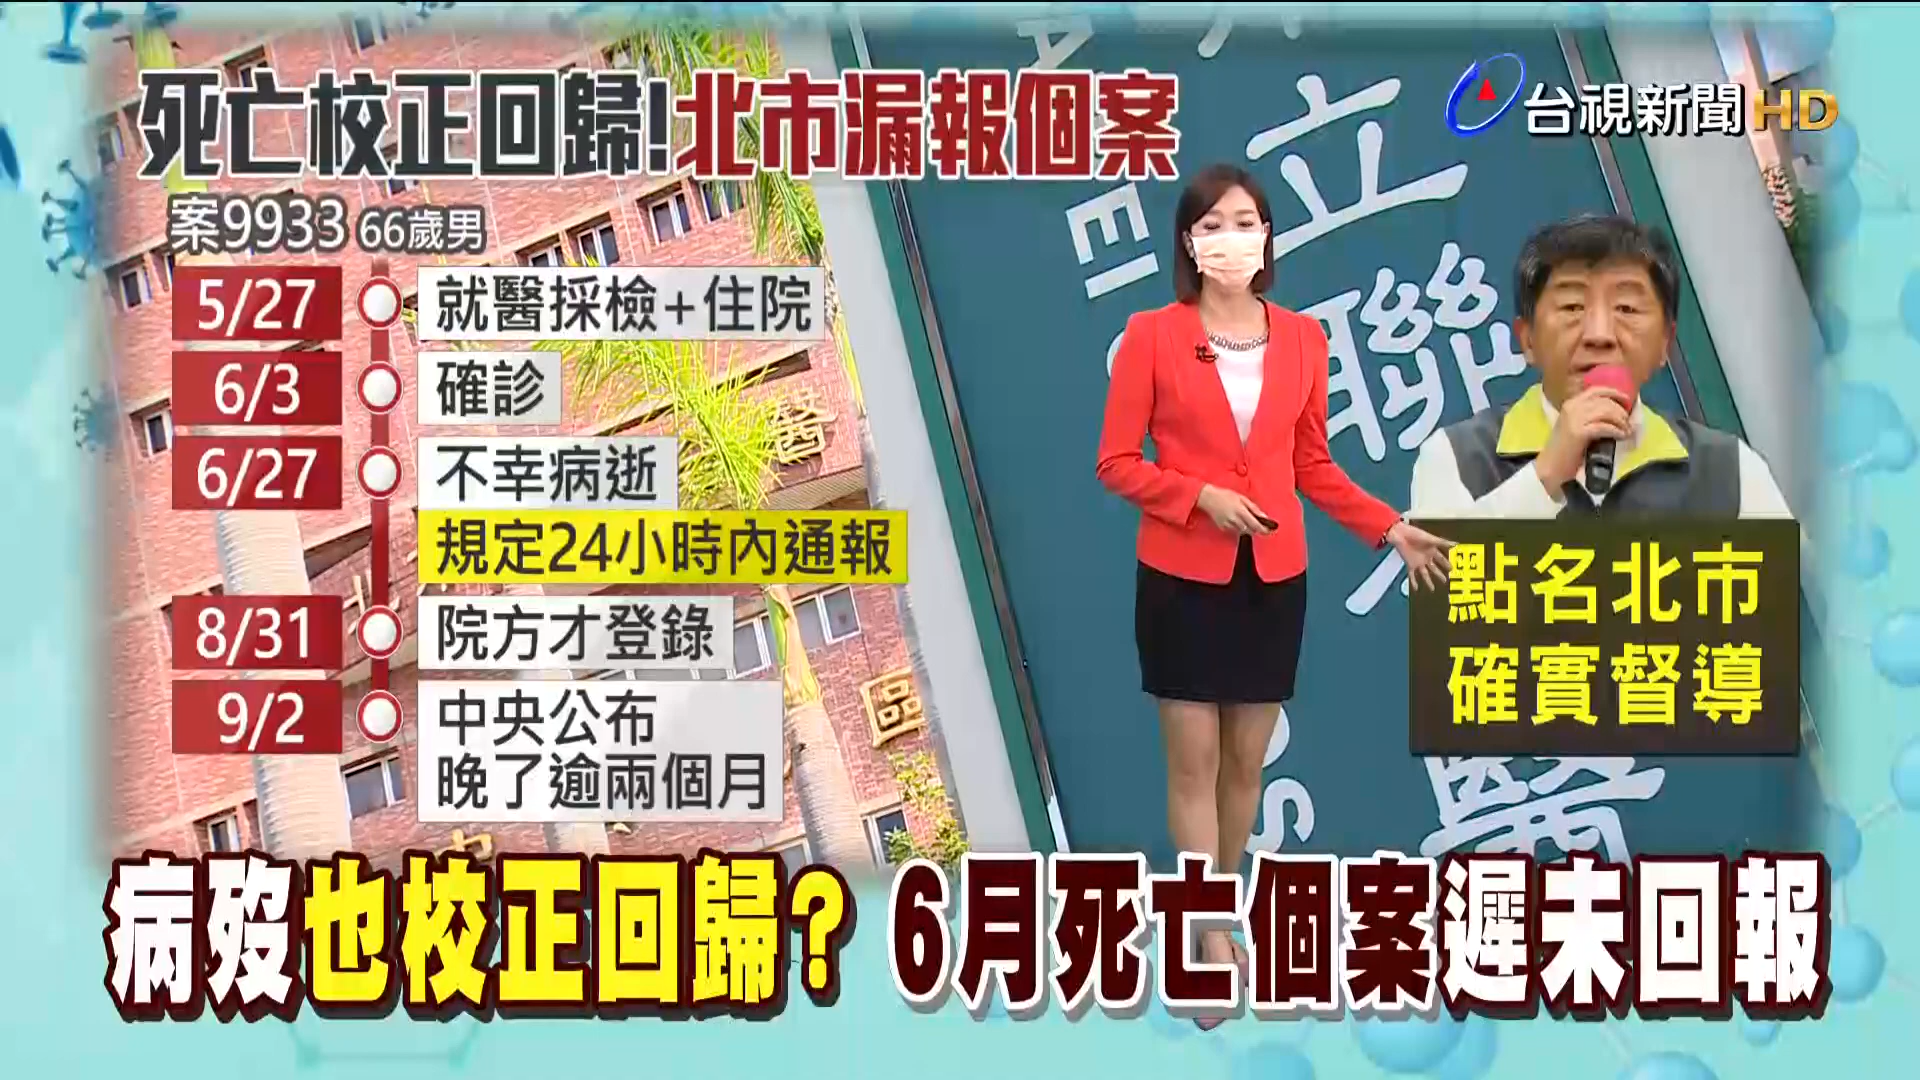 死亡校正回歸!北市漏報個案
台視新聞HD
案9933 66歲男
5/27 就醫採檢+住院
6/3 確診
6/27 不幸病逝
規定24小時內通報
8/31 院方才登錄
9/2 中央公布
晚了逾兩個月
立
聯
醫
醫
區
點名北市
確實督導
病歿也校正回歸? 6月死亡個案遲未回報